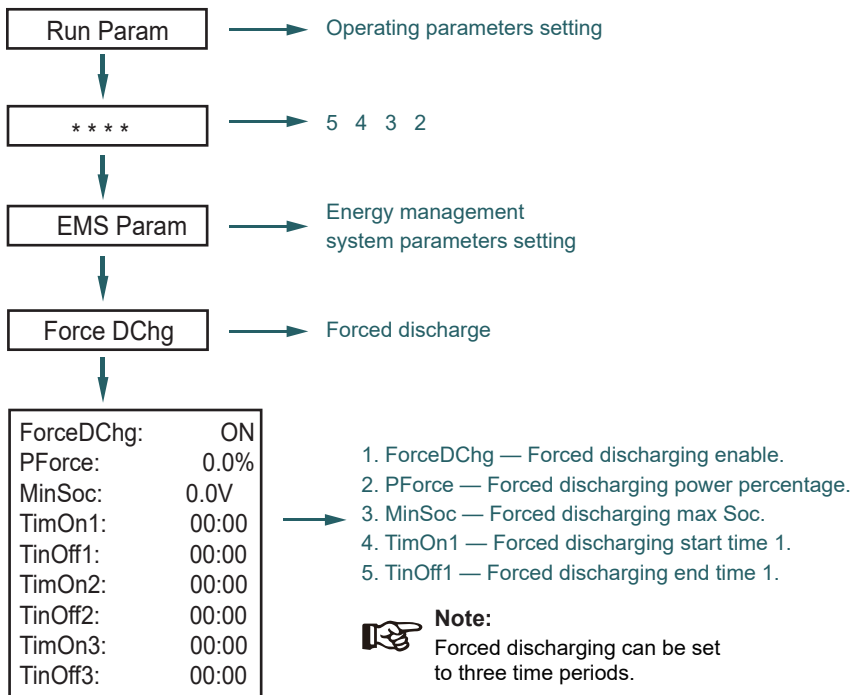 Run Param
Operating parameters setting
* * * *
5 4 3 2
EMS Param
Energy management
system parameters setting
Force DChg
Forced discharge
ForceDChg: ON
PForce: 0.0%
MinSoc: 0.0V
TimOn1: 00:00
TinOff1: 00:00
TimOn2: 00:00
TinOff2: 00:00
TimOn3: 00:00
TinOff3: 00:00
1. ForceDChg — Forced discharging enable.
2. PForce — Forced discharging power percentage.
3. MinSoc — Forced discharging max Soc.
4. TimOn1 — Forced discharging start time 1.
5. TinOff1 — Forced discharging end time 1.
Note:
Forced discharging can be set
to three time periods.